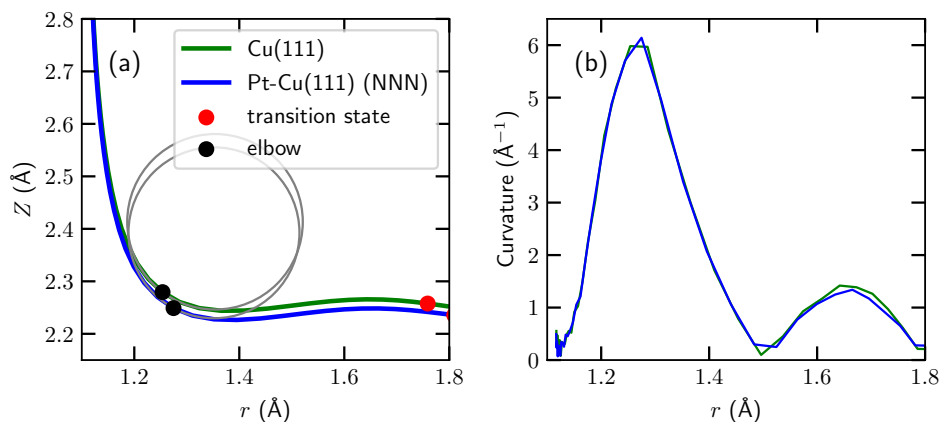 (a)
Cu(111)
Pt-Cu(111) (NNN)
transition state
elbow
2.8
2.7
2.6
2.5
2.4
2.3
2.2
Z (Å)
1.2 1.4 1.6 1.8
r (Å)
(b)
7
6
5
4
3
2
1
0
Curvature (Å⁻¹)
1.2 1.4 1.6 1.8
r (Å)